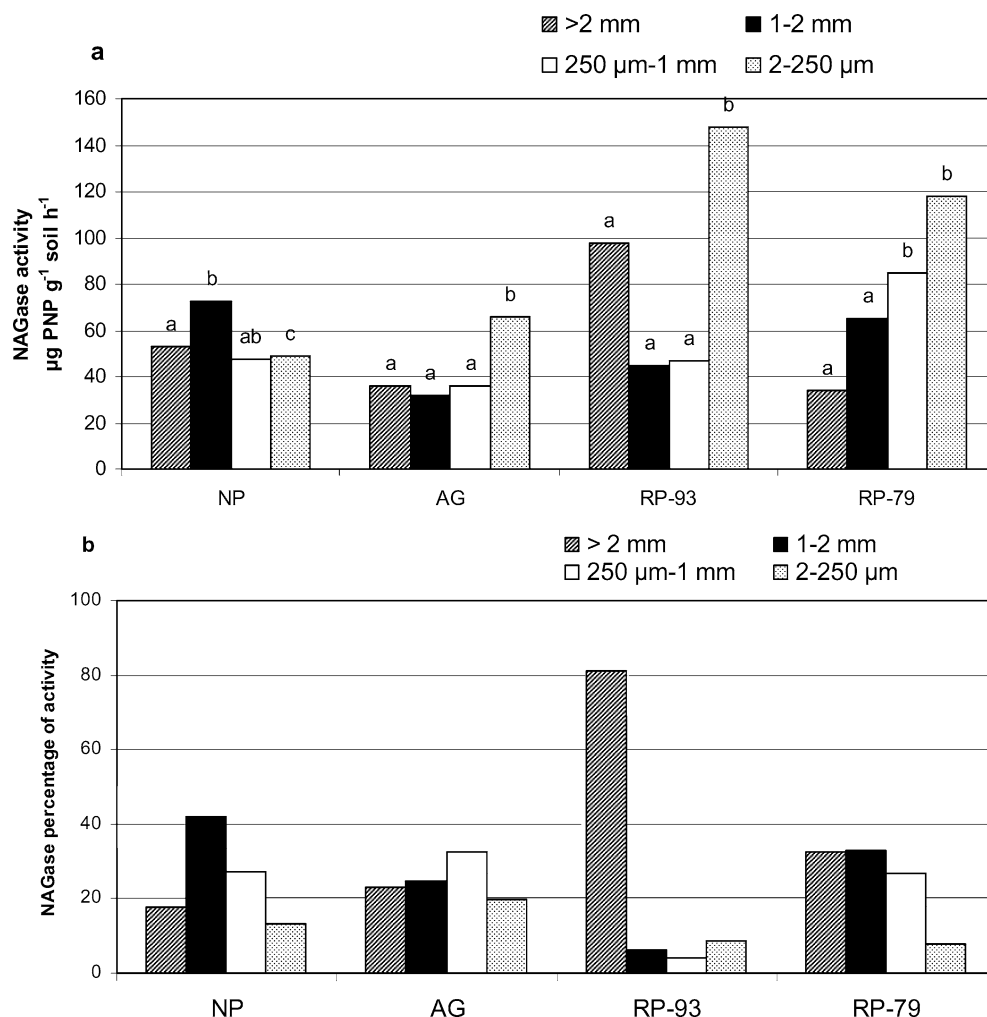 a
>2 mm 1-2 mm
250 µm-1 mm 2-250 µm
NAGase activity
µg PNP g⁻¹ soil h⁻¹
160
140
120
100
80
60
40
20
0
a b ab c
a a a b
a a a b
a a b b
NP AG RP-93 RP-79
b
> 2 mm 1-2 mm
250 µm-1 mm 2-250 µm
NAGase percentage of activity
100
80
60
40
20
0
NP AG RP-93 RP-79